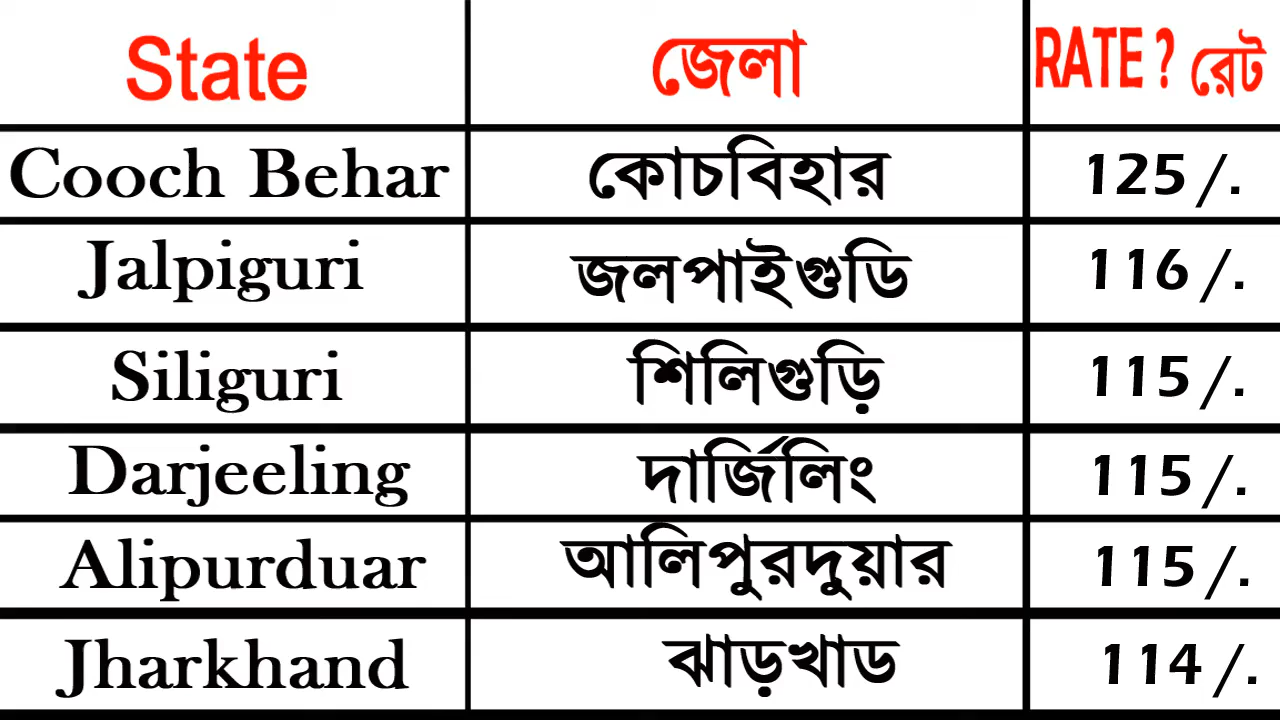 State জেলা RATE ? রেট
Cooch Behar কোচবিহার 125 /.
Jalpiguri জলপাইগুডি 116 /.
Siliguri শিলিগুড়ি 115 /.
Darjeeling দার্জিলিং 115 /.
Alipurduar আলিপুরদুয়ার 115 /.
Jharkhand ঝাড়খাড 114 /.